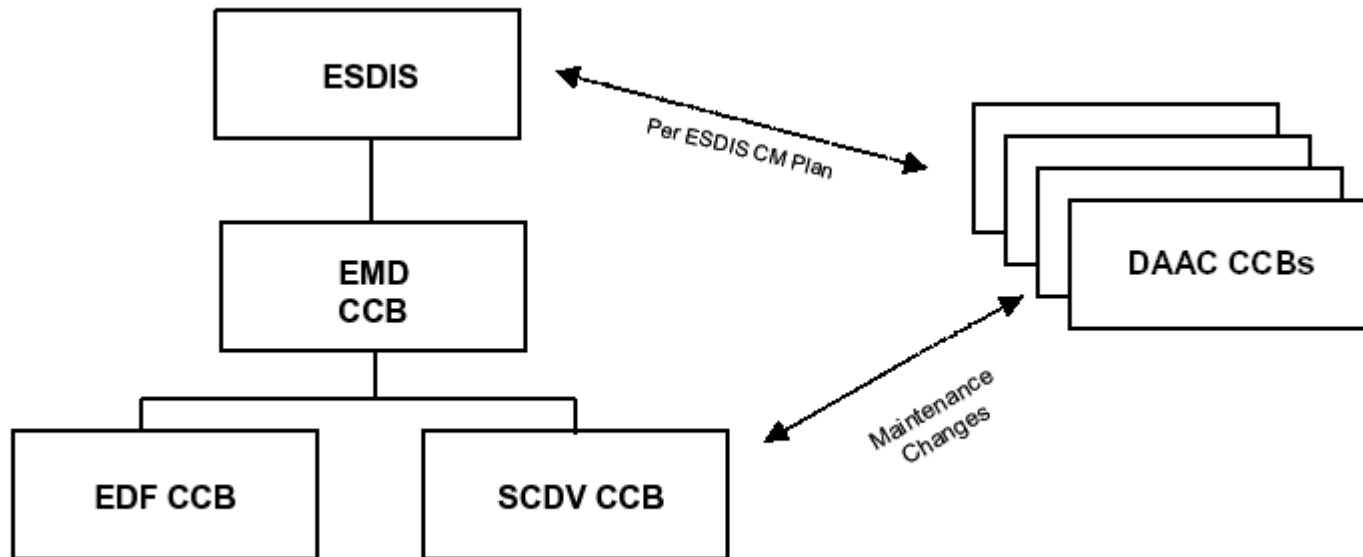 ESDIS
Per ESDIS CM Plan
DAAC CCBs
EMD
CCB
Maintenance
Changes
EDF CCB
SCDV CCB